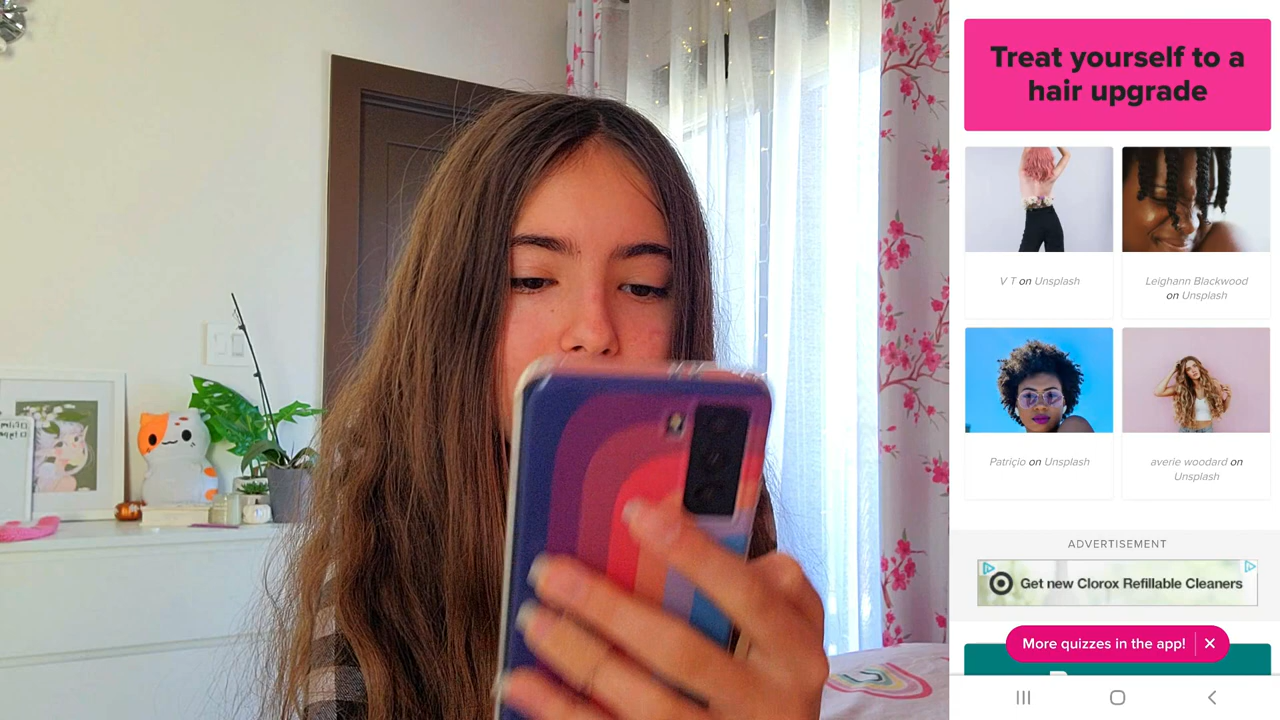 Treat yourself to a
hair upgrade
V T on Unsplash
Leighann Blackwood
on Unsplash
Patriçio on Unsplash
averie woodard on
Unsplash
ADVERTISEMENT
Get new Clorox Refillable Cleaners
More quizzes in the app!